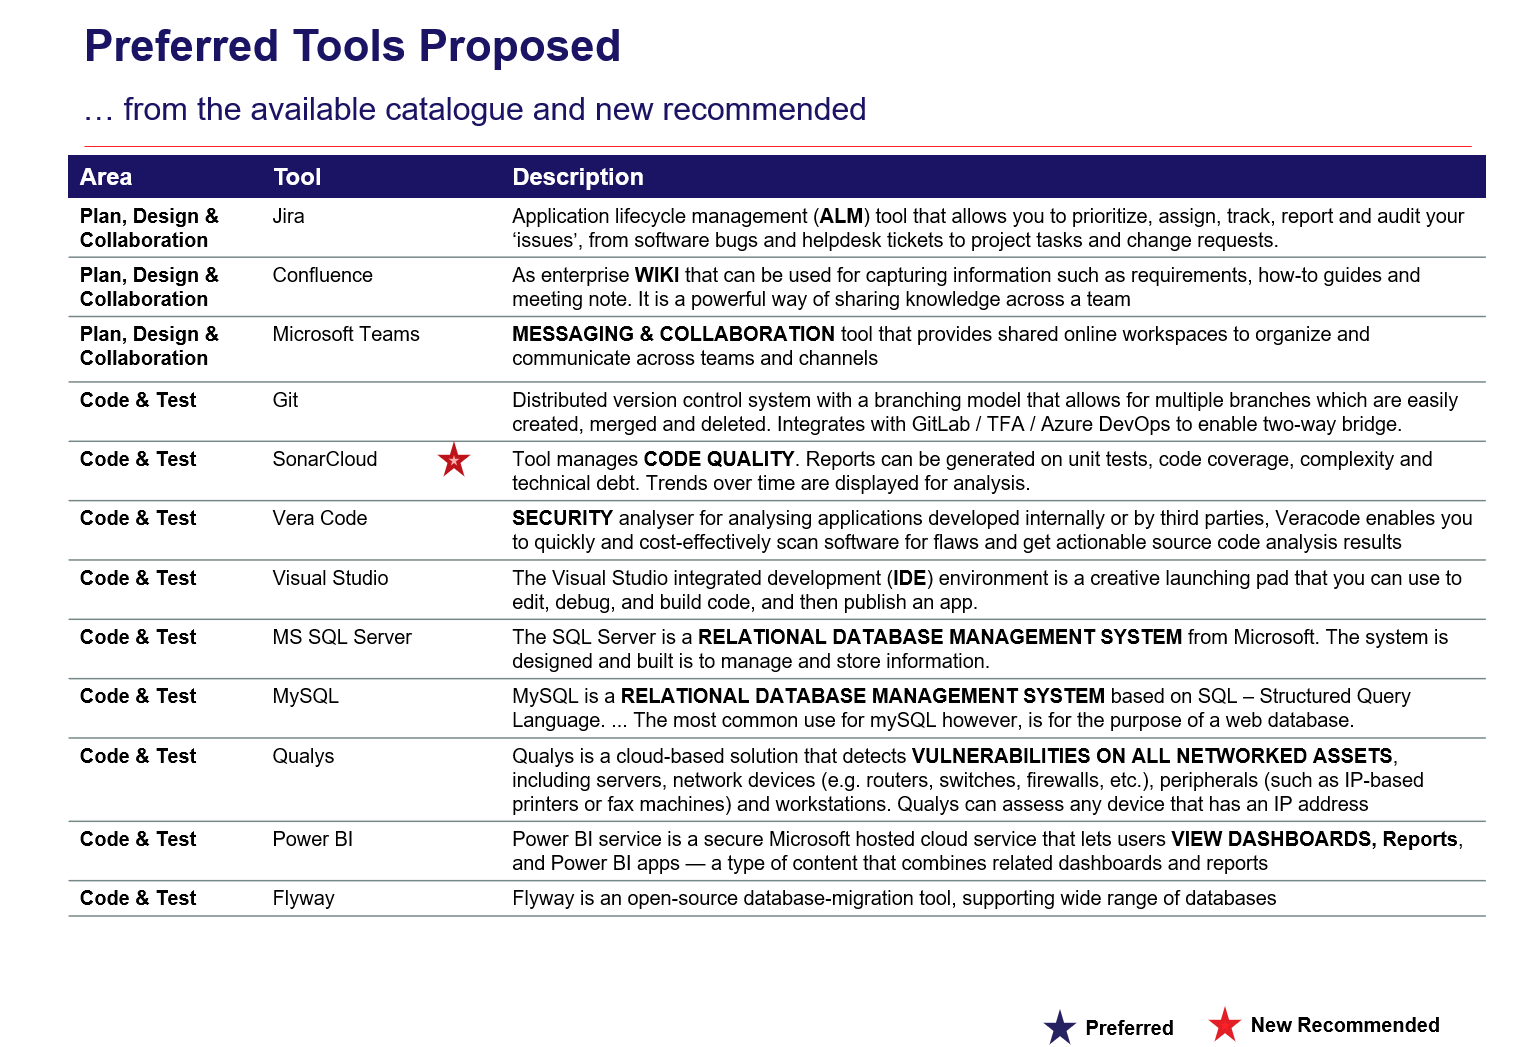 Preferred Tools Proposed
… from the available catalogue and new recommended
Area Tool Description
Plan, Design & Jira Application lifecycle management (ALM) tool that allows you to prioritize, assign, track, report and audit your
Collaboration ‘issues’, from software bugs and helpdesk tickets to project tasks and change requests.
Plan, Design & Confluence As enterprise WIKI that can be used for capturing information such as requirements, how-to guides and
Collaboration meeting note. It is a powerful way of sharing knowledge across a team
Plan, Design & Microsoft Teams MESSAGING & COLLABORATION tool that provides shared online workspaces to organize and
Collaboration communicate across teams and channels
Code & Test Git Distributed version control system with a branching model that allows for multiple branches which are easily
created, merged and deleted. Integrates with GitLab / TFA / Azure DevOps to enable two-way bridge.
Code & Test SonarCloud Tool manages CODE QUALITY. Reports can be generated on unit tests, code coverage, complexity and
technical debt. Trends over time are displayed for analysis.
Code & Test Vera Code SECURITY analyser for analysing applications developed internally or by third parties, Veracode enables you
to quickly and cost-effectively scan software for flaws and get actionable source code analysis results
Code & Test Visual Studio The Visual Studio integrated development (IDE) environment is a creative launching pad that you can use to
edit, debug, and build code, and then publish an app.
Code & Test MS SQL Server The SQL Server is a RELATIONAL DATABASE MANAGEMENT SYSTEM from Microsoft. The system is
designed and built is to manage and store information.
Code & Test MySQL MySQL is a RELATIONAL DATABASE MANAGEMENT SYSTEM based on SQL – Structured Query
Language. ... The most common use for mySQL however, is for the purpose of a web database.
Code & Test Qualys Qualys is a cloud-based solution that detects VULNERABILITIES ON ALL NETWORKED ASSETS,
including servers, network devices (e.g. routers, switches, firewalls, etc.), peripherals (such as IP-based
printers or fax machines) and workstations. Qualys can assess any device that has an IP address
Code & Test Power BI Power BI service is a secure Microsoft hosted cloud service that lets users VIEW DASHBOARDS, Reports,
and Power BI apps — a type of content that combines related dashboards and reports
Code & Test Flyway Flyway is an open-source database-migration tool, supporting wide range of databases
Preferred New Recommended